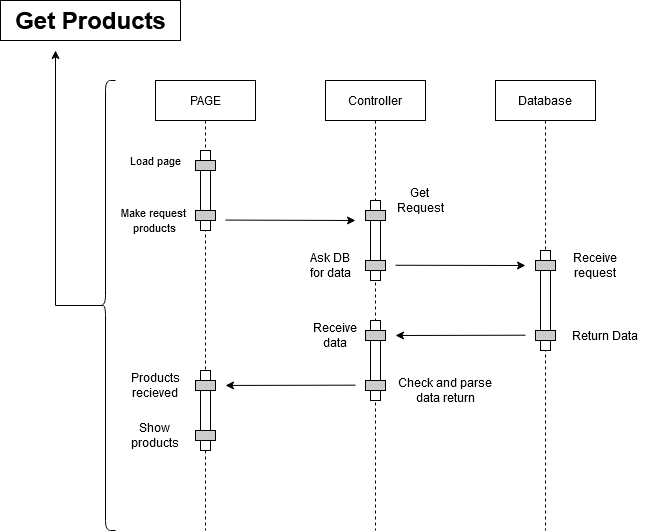 Get Products
PAGE
Controller
Database
Load page
Make request
products
Get
Request
Ask DB
for data
Receive
request
Receive
data
Return Data
Products
recieved
Check and parse
data return
Show
products